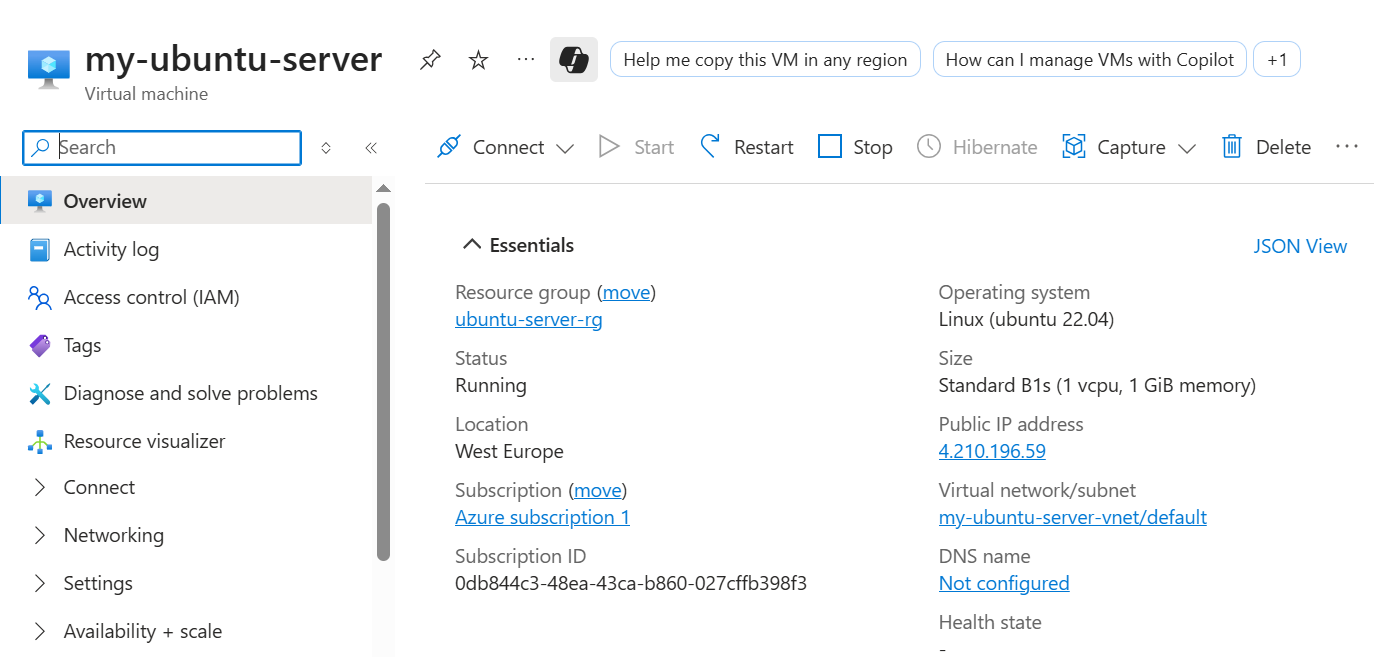 my-ubuntu-server
Virtual machine
Help me copy this VM in any region
How can I manage VMs with Copilot
+1
Search
Connect
Start
Restart
Stop
Hibernate
Capture
Delete
Overview
Activity log
Access control (IAM)
Tags
Diagnose and solve problems
Resource visualizer
Connect
Networking
Settings
Availability + scale
Essentials
JSON View
Resource group (move)
ubuntu-server-rg
Status
Running
Location
West Europe
Subscription (move)
Azure subscription 1
Subscription ID
0db844c3-48ea-43ca-b860-027cffb398f3
Operating system
Linux (ubuntu 22.04)
Size
Standard B1s (1 vcpu, 1 GiB memory)
Public IP address
4.210.196.59
Virtual network/subnet
my-ubuntu-server-vnet/default
DNS name
Not configured
Health state
-